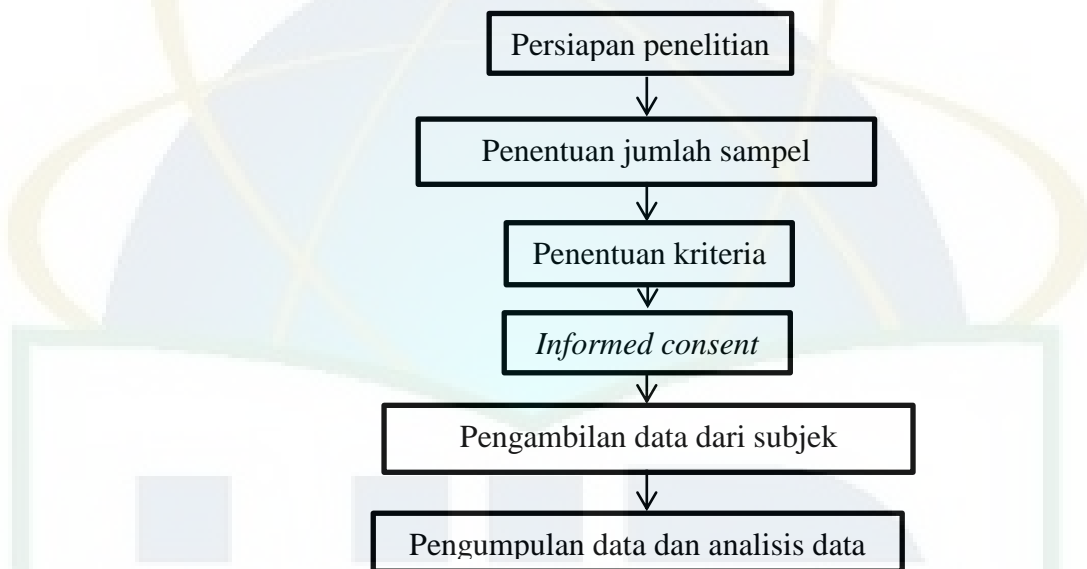 Persiapan penelitian
Penentuan jumlah sampel
Penentuan kriteria
Informed consent
Pengambilan data dari subjek
Pengumpulan data dan analisis data